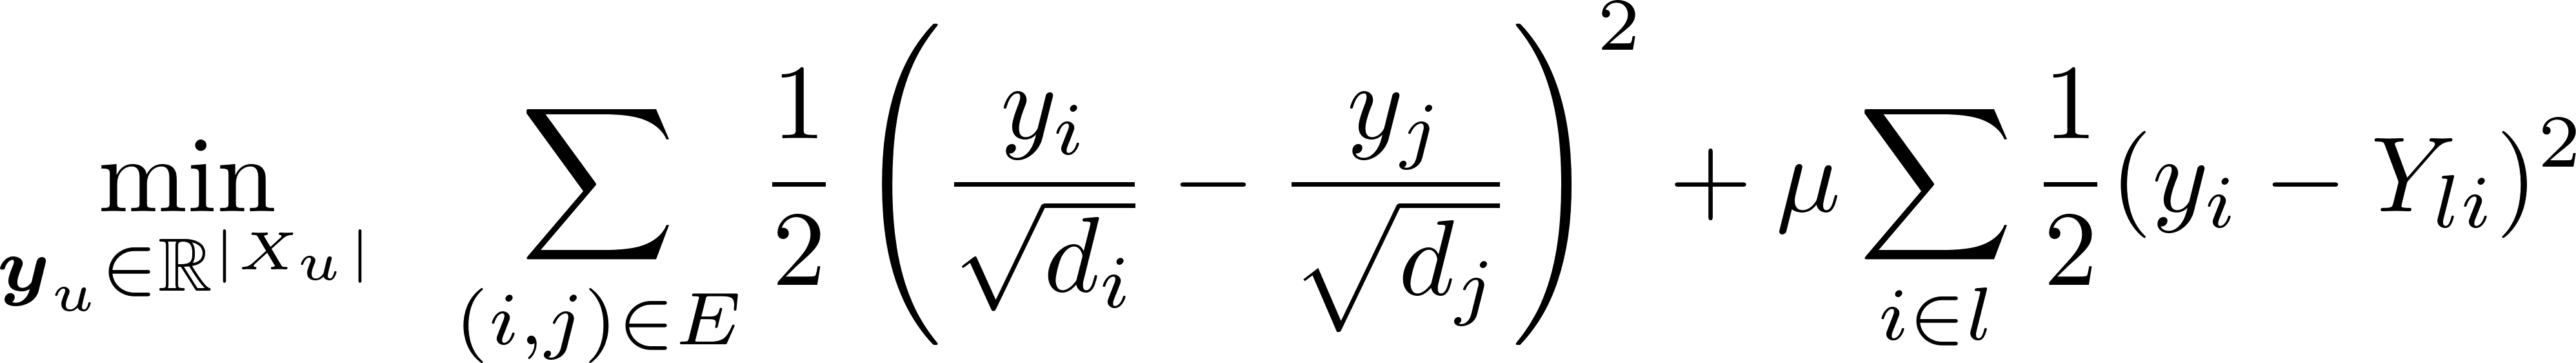 \min_{\boldsymbol{y}_u \in \mathbb{R}^{|X_u|}} \sum_{(i,j) \in E} \frac{1}{2} \left( \frac{y_i}{\sqrt{d_i}} - \frac{y_j}{\sqrt{d_j}} \right)^2 + \mu \sum_{i \in l} \frac{1}{2} (y_i - Y_{li})^2